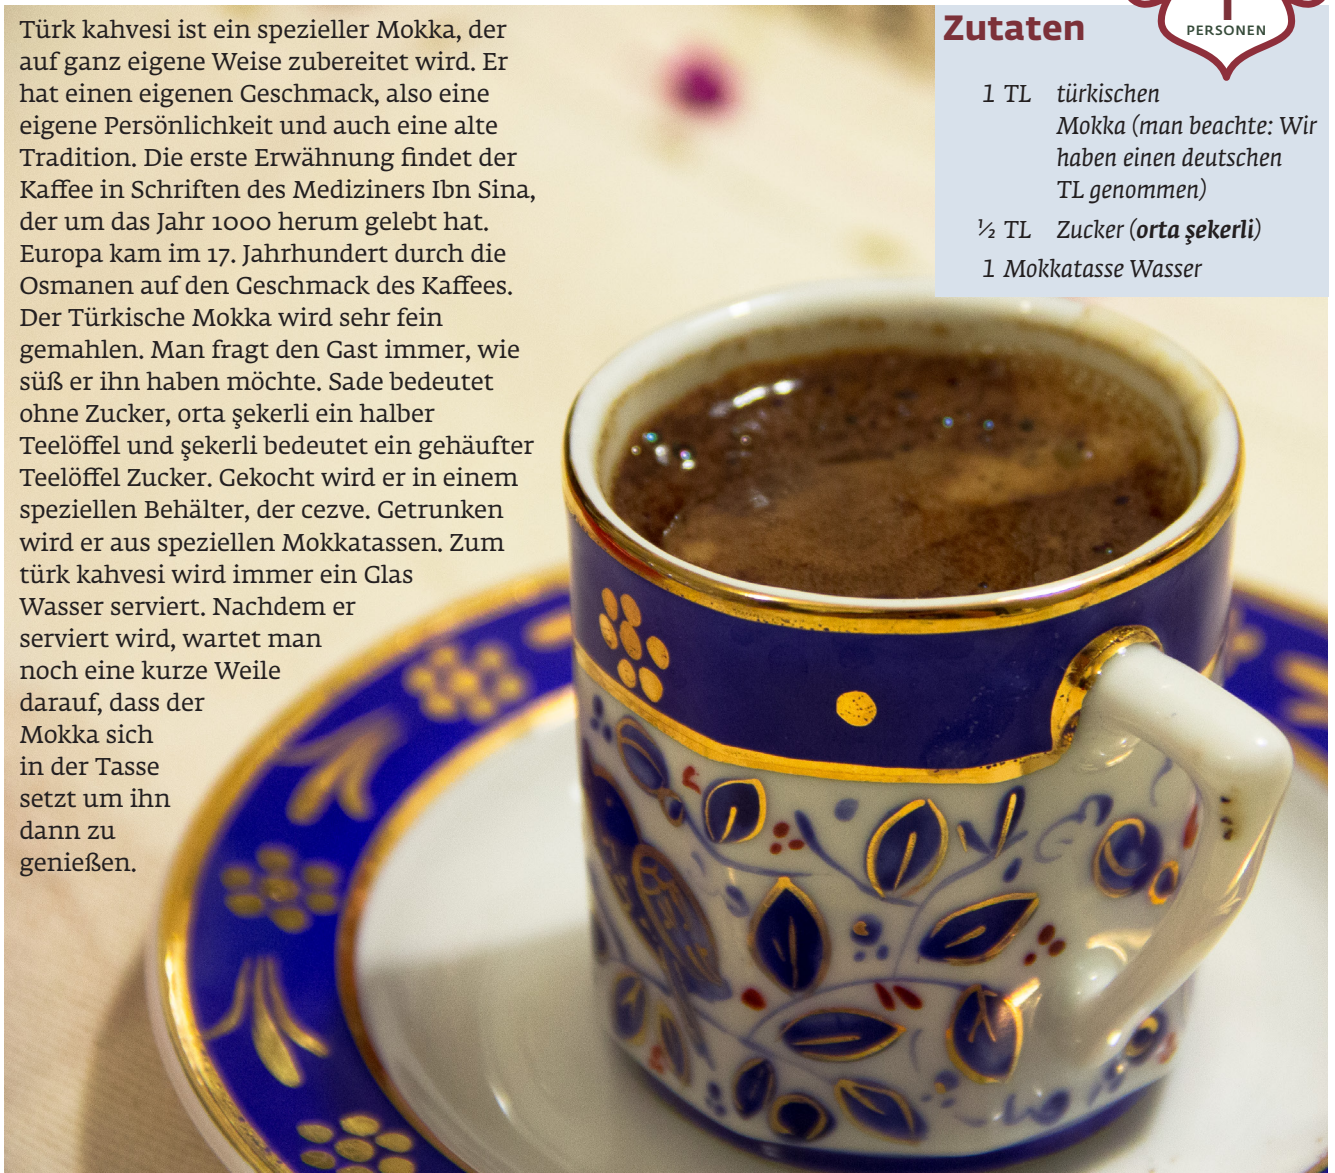 Türk kahvesi ist ein spezieller Mokka, der
auf ganz eigene Weise zubereitet wird. Er
hat einen eigenen Geschmack, also eine
eigene Persönlichkeit und auch eine alte
Tradition. Die erste Erwähnung findet der
Kaffee in Schriften des Mediziners Ibn Sina,
der um das Jahr 1000 herum gelebt hat.
Europa kam im 17. Jahrhundert durch die
Osmanen auf den Geschmack des Kaffees.
Der Türkische Mokka wird sehr fein
gemahlen. Man fragt den Gast immer, wie
süß er ihn haben möchte. Sade bedeutet
ohne Zucker, orta şekerli ein halber
Teelöffel und şekerli bedeutet ein gehäufter
Teelöffel Zucker. Gekocht wird er in einem
speziellen Behälter, der cezve. Getrunken
wird er aus speziellen Mokkatassen. Zum
türk kahvesi wird immer ein Glas
Wasser serviert. Nachdem er
serviert wird, wartet man
noch eine kurze Weile
darauf, dass der
Mokka sich
in der Tasse
setzt um ihn
dann zu
genießen.
Zutaten
PERSONEN
1 TL türkischen
Mokka (man beachte: Wir
haben einen deutschen
TL genommen)
½ TL Zucker (orta şekerli)
1 Mokkatasse Wasser